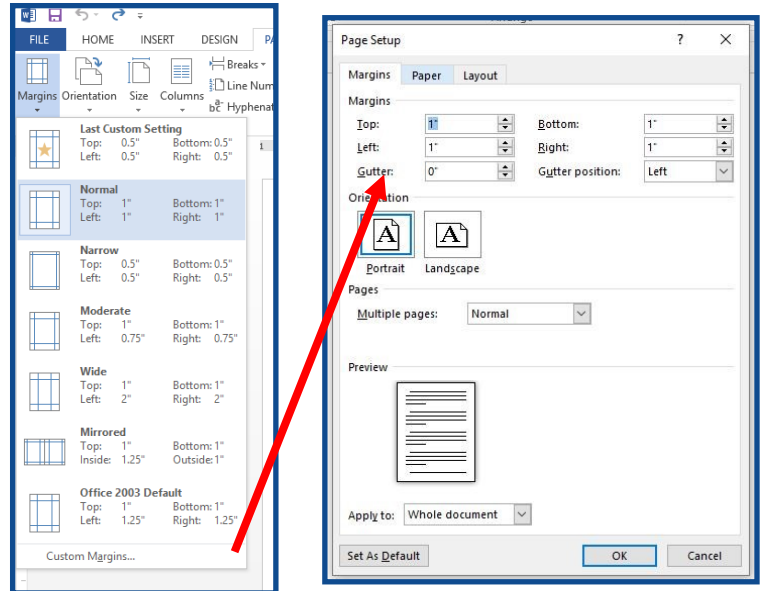 FILE HOME INSERT DESIGN
Margins Orientation Size Columns
Breaks
Line Num
Hyphenat
Last Custom Setting
Top: 0.5" Bottom: 0.5"
Left: 0.5" Right: 0.5"
Normal
Top: 1" Bottom: 1"
Left: 1" Right: 1"
Narrow
Top: 0.5" Bottom: 0.5"
Left: 0.5" Right: 0.5"
Moderate
Top: 1" Bottom: 1"
Left: 0.75" Right: 0.75"
Wide
Top: 1" Bottom: 1"
Left: 2" Right: 2"
Mirrored
Top: 1" Bottom: 1"
Inside: 1.25" Outside: 1"
Office 2003 Default
Top: 1" Bottom: 1"
Left: 1.25" Right: 1.25"
Custom Margins...
Page Setup ?
Margins Paper Layout
Margins
Top: 1" Bottom: 1"
Left: 1" Right: 1"
Gutter: 0" Gutter position: Left
Orientation
A A
Portrait Landscape
Pages
Multiple pages: Normal
Preview
Apply to: Whole document
Set As Default OK Cancel